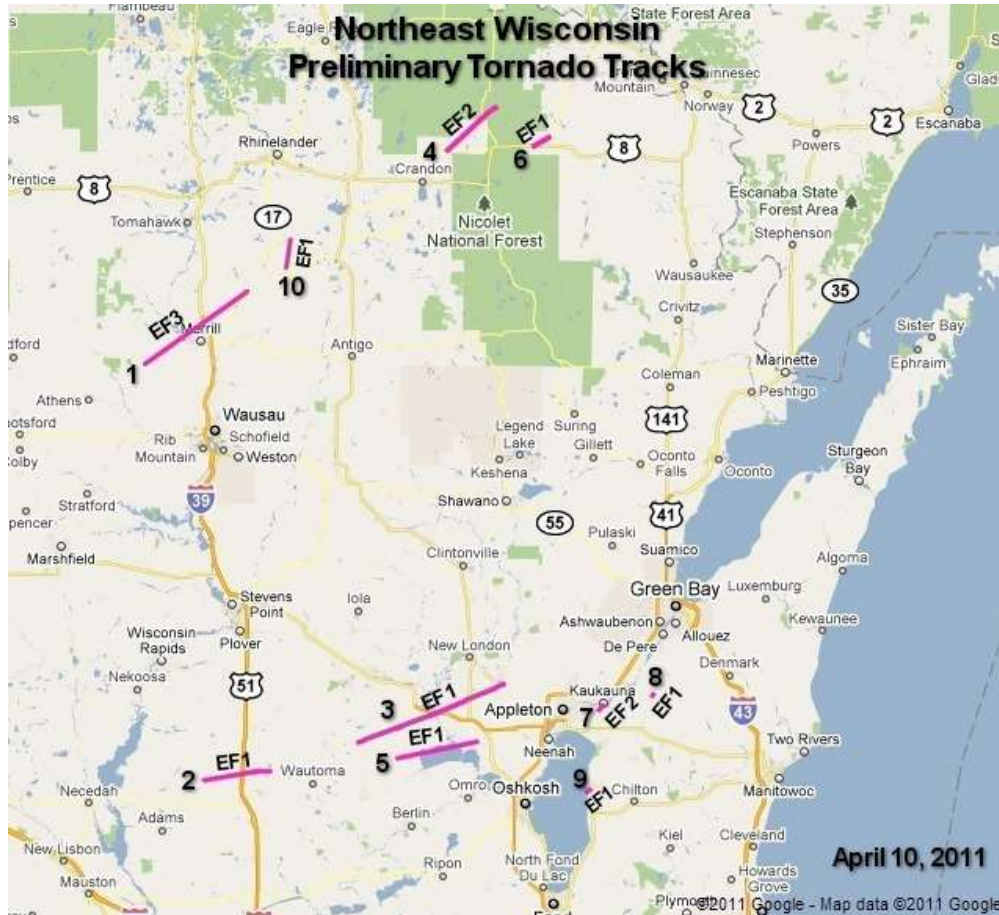 Flambeau
Eagle R
State Forest Area
Northeast Wisconsin
Preliminary Tornado Tracks
Mountain
Norway
Glad
2
2
Escanaba
Powers
EF2
4
EF1
6
8
Rhinelander
Crandon
Prentice
8
Tomahawk
17
Nicolet
National Forest
Escanaba State
Forest Area
Stephenson
EF1
10
Wausaukee
35
EF3
Merrill
1
Crivitz
Sister Bay
Ephraim
dford
Antigo
Marinette
Coleman
Peshtigo
Athens
otsford
Wausau
141
Legend
Lake
Suring
Gillett
Rib
Mountain
Schofield
Weston
Colby
Keshena
Oconto
Falls
Oconto
Sturgeon
Bay
Stratford
39
Shawano
pencer
55
41
Pulaski
Marshfield
Suamico
Clintonville
Algoma
Green Bay
Luxemburg
Stevens
Point
Iola
Ashwaubenon
Allouez
Kewaunee
Plover
De Pere
Wisconsin
Rapids
New London
Denmark
Nekoosa
51
3
EF1
Appleton
Kaukauna
7
EF2
8
EF1
43
5
EF1
Neenah
Two Rivers
2
EF1
Wautoma
Omro
Oshkosh
9
EF1
Chilton
Manitowoc
Necedah
Adams
Berlin
Kiel
Cleveland
New Lisbon
Ripon
North Fond
Du Lac
April 10, 2011
Howards
Grove
Mauston
Plymouth
©2011 Google - Map data ©2011 Google